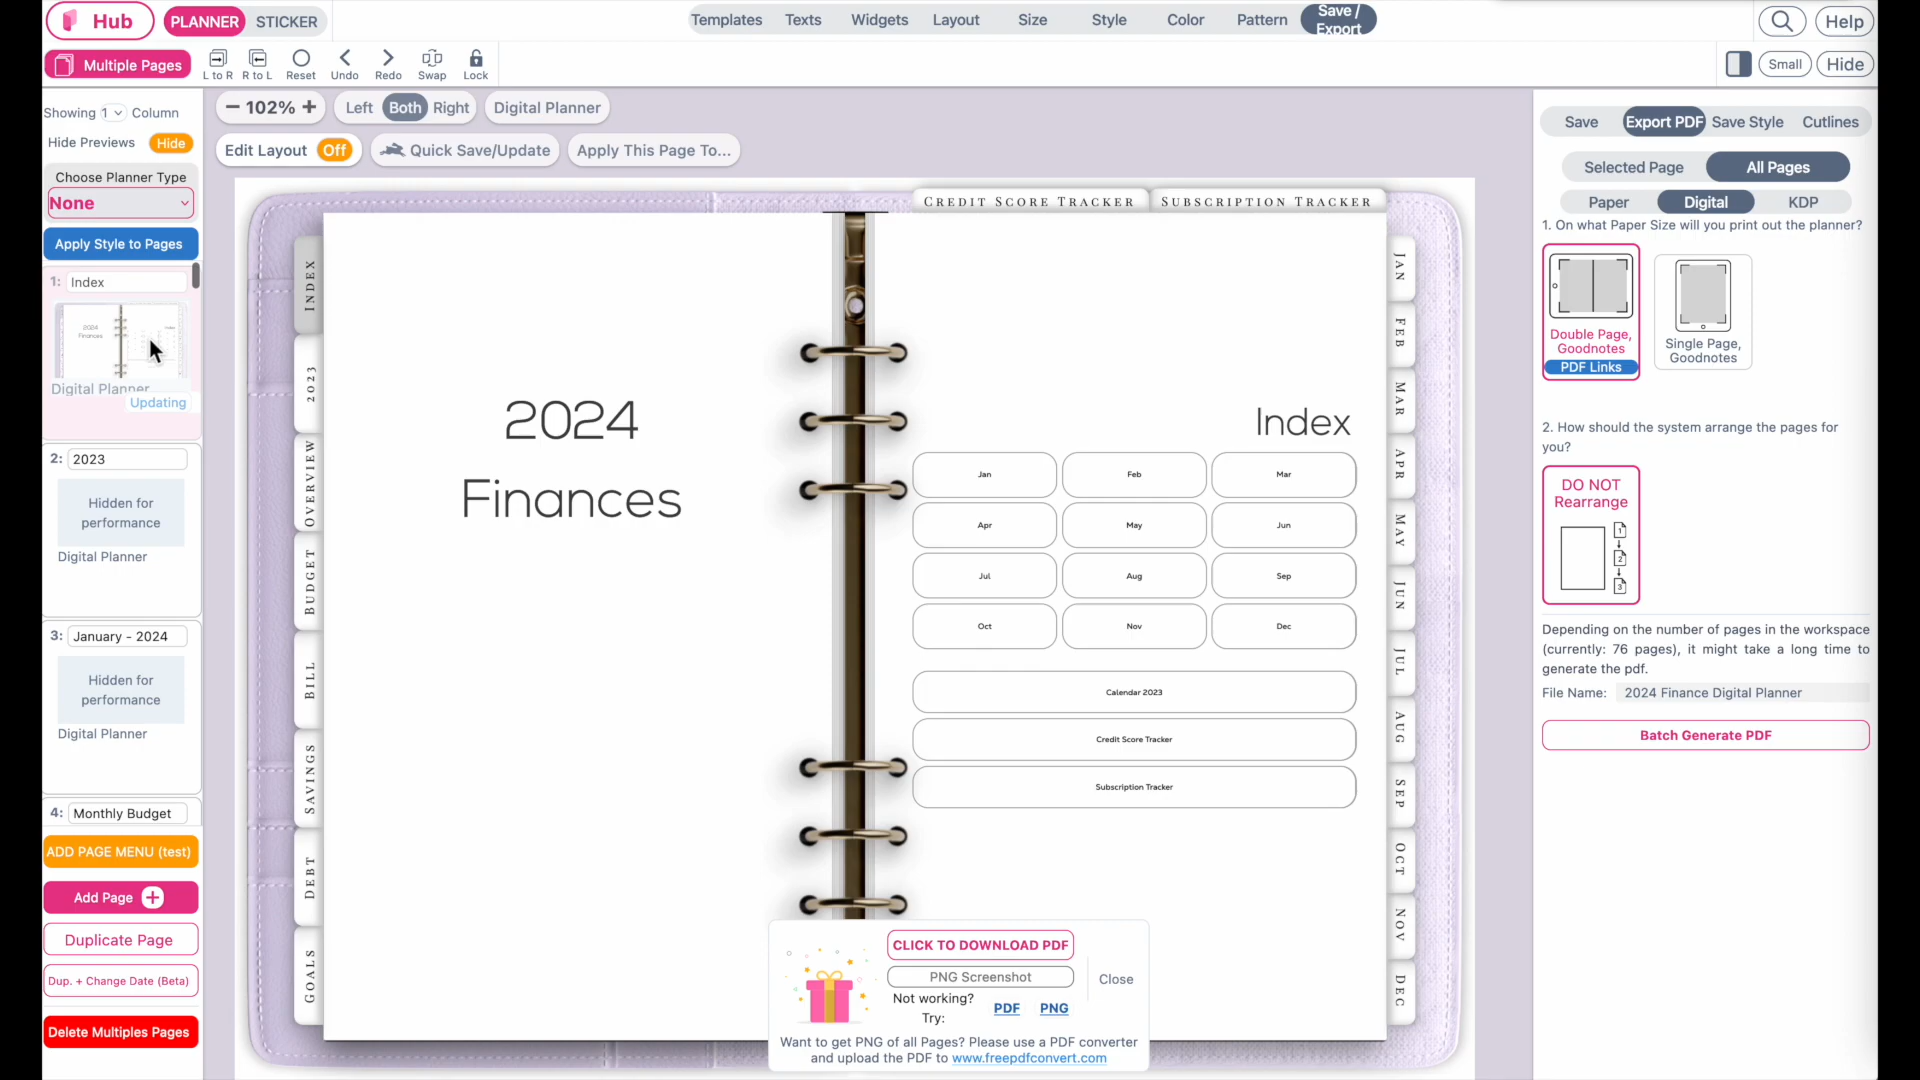 Hub
PLANNER
STICKER
Templates
Texts
Widgets
Layout
Size
Style
Color
Pattern
Save /
Export
Help
Multiple Pages
L to R
R to L
Reset
Undo
Redo
Swap
Lock
Small
Hide
Showing 1 Column
Hide Previews
Hide
Choose Planner Type
None
Apply Style to Pages
1: Index
2024
Finances
Index
Digital Planner
Updating
2: 2023
Hidden for
performance
Digital Planner
3: January - 2024
Hidden for
performance
Digital Planner
4: Monthly Budget
ADD PAGE MENU (test)
Add Page
Duplicate Page
Dup. + Change Date (Beta)
Delete Multiples Pages
− 102% +
Left
Both
Right
Digital Planner
Edit Layout Off
Quick Save/Update
Apply This Page To...
CREDIT SCORE TRACKER
SUBSCRIPTION TRACKER
INDEX
2023
OVERVIEW
BUDGET
BILL
SAVINGS
DEBT
GOALS
2024
Finances
Index
Jan
Feb
Mar
Apr
May
Jun
Jul
Aug
Sep
Oct
Nov
Dec
Calendar 2023
Credit Score Tracker
Subscription Tracker
JAN
FEB
MAR
APR
MAY
JUN
JUL
AUG
SEP
OCT
NOV
DEC
CLICK TO DOWNLOAD PDF
PNG Screenshot
Not working?
Try:
PDF
PNG
Close
Want to get PNG of all Pages? Please use a PDF converter
and upload the PDF to www.freepdfconvert.com
Save
Export PDF
Save Style
Cutlines
Selected Page
All Pages
Paper
Digital
KDP
1. On what Paper Size will you print out the planner?
Double Page,
Goodnotes
PDF Links
Single Page,
Goodnotes
2. How should the system arrange the pages for
you?
DO NOT
Rearrange
1
2
3
Depending on the number of pages in the workspace
(currently: 76 pages), it might take a long time to
generate the pdf.
File Name: 2024 Finance Digital Planner
Batch Generate PDF